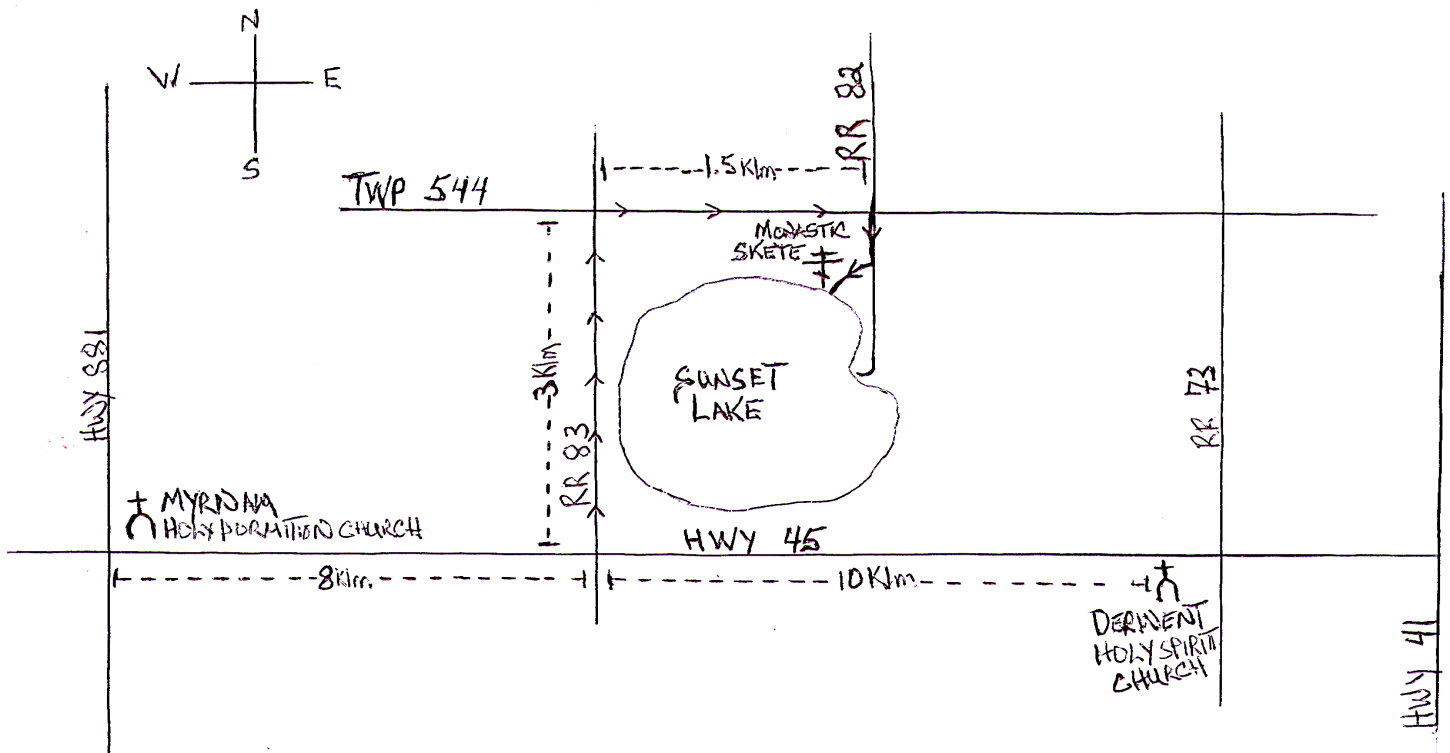 N
W E
S
RR 82
1.5 Klm
TWP 544
MONASTIC
SKETE
3 Klm
HWY 881
SUNSET
LAKE
RR 83
RR 73
MYRNAM
HOLY DORMITION CHURCH
HWY 45
8 Klm.
10 Klm
DERWENT
HOLY SPIRIT
CHURCH
HWY 41